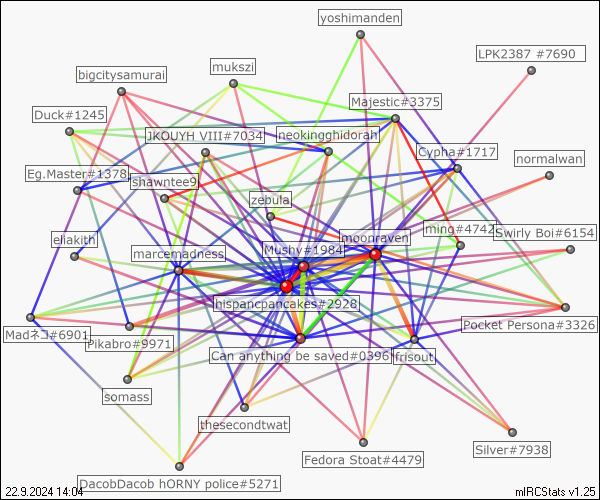 yoshimanden
LPK2387 #7690
mukszi
bigcitysamurai
Majestic#3375
Duck#1245
JKOUYH VIII#7034
neokingghidorah
Cypha#1717
normalwan
Eg.Master#1378
shawntee9
zebula
ming#4742
Swirly Boi#6154
eliakith
moonraven
marcemadness
Mushy#1984
lhispancpancakes#2928
Pocket Persona#3326
Madネコ#6901
Pikabro#9971
Can anything be saved#0396
frisout
somass
thesecondtwat
Silver#7938
Fedora Stoat#4479
DacobDacob hORNY police#5271
22.9.2024 14:04
mIRCStats v1.25